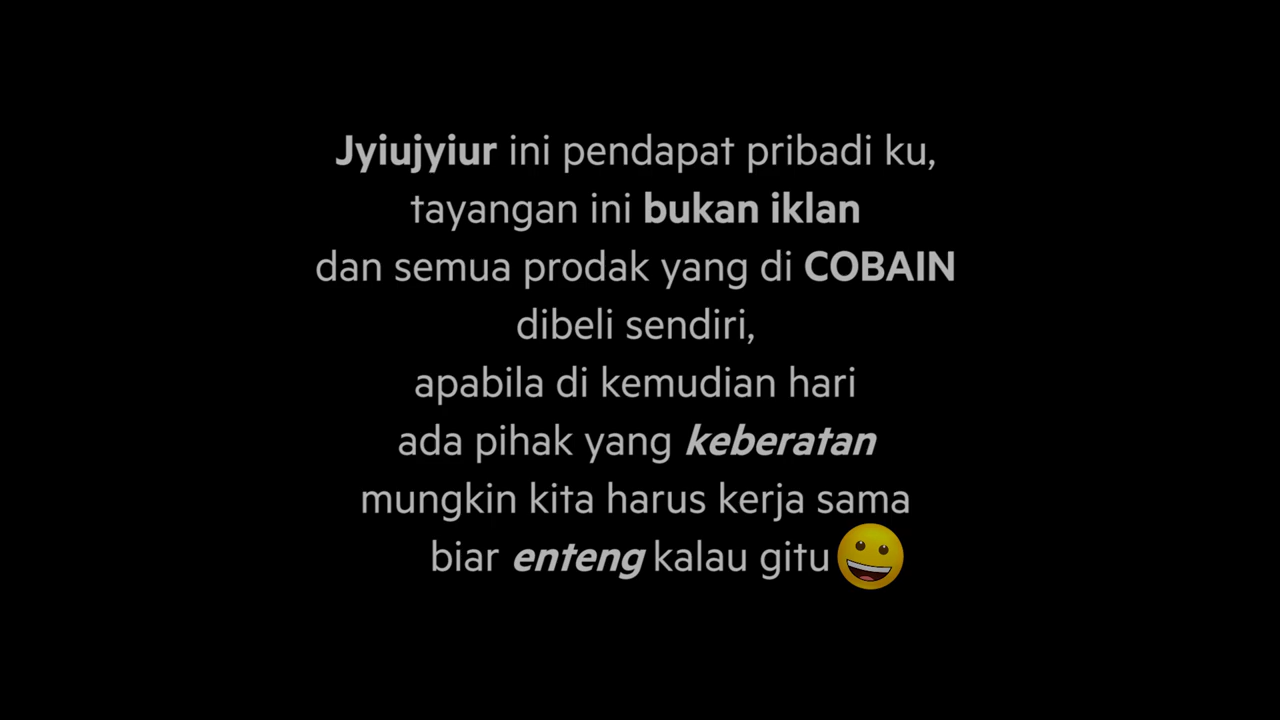 Jyiujyiur ini pendapat pribadi ku,
tayangan ini bukan iklan
dan semua prodak yang di COBAIN
dibeli sendiri,
apabila di kemudian hari
ada pihak yang keberatan
mungkin kita harus kerja sama
biar enteng kalau gitu😀